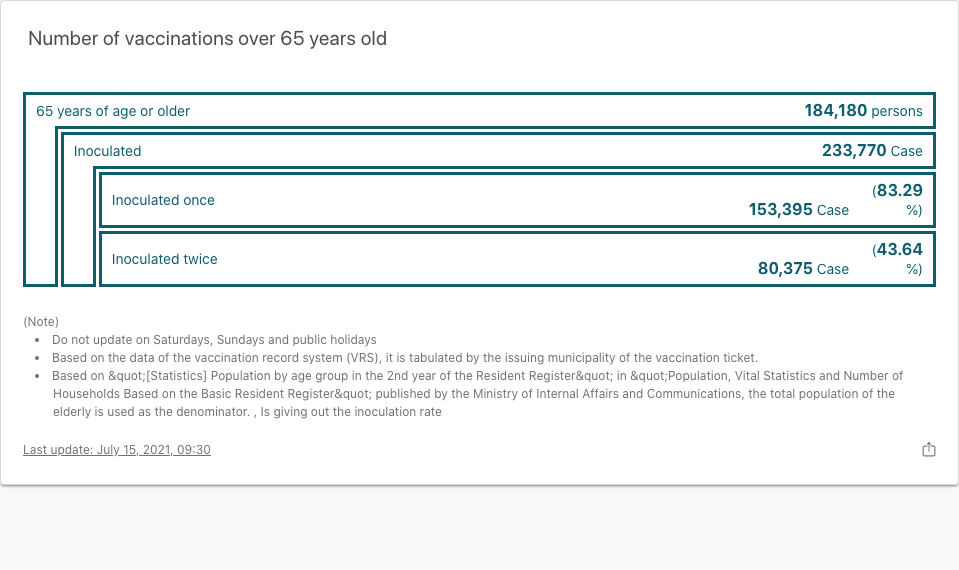 Number of vaccinations over 65 years old
65 years of age or older 184,180 persons
Inoculated 233,770 Case
Inoculated once 153,395 Case (83.29
%)
Inoculated twice 80,375 Case (43.64
%)
(Note)
• Do not update on Saturdays, Sundays and public holidays
• Based on the data of the vaccination record system (VRS), it is tabulated by the issuing municipality of the vaccination ticket.
• Based on &quot;[Statistics] Population by age group in the 2nd year of the Resident Register&quot; in &quot;Population, Vital Statistics and Number of
Households Based on the Basic Resident Register&quot; published by the Ministry of Internal Affairs and Communications, the total population of the
elderly is used as the denominator. , Is giving out the inoculation rate
Last update: July 15, 2021, 09:30